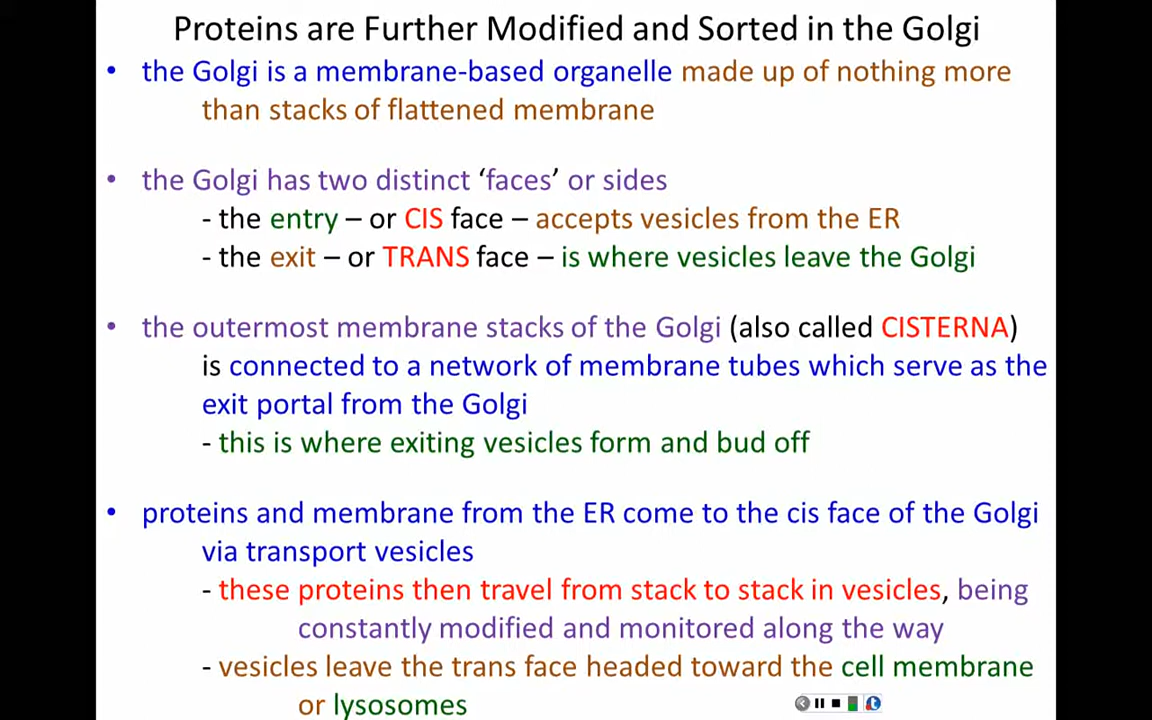 Proteins are Further Modified and Sorted in the Golgi
• the Golgi is a membrane-based organelle made up of nothing more
than stacks of flattened membrane
• the Golgi has two distinct ‘faces’ or sides
- the entry – or CIS face – accepts vesicles from the ER
- the exit – or TRANS face – is where vesicles leave the Golgi
• the outermost membrane stacks of the Golgi (also called CISTERNA)
is connected to a network of membrane tubes which serve as the
exit portal from the Golgi
- this is where exiting vesicles form and bud off
• proteins and membrane from the ER come to the cis face of the Golgi
via transport vesicles
- these proteins then travel from stack to stack in vesicles, being
constantly modified and monitored along the way
- vesicles leave the trans face headed toward the cell membrane
or lysosomes